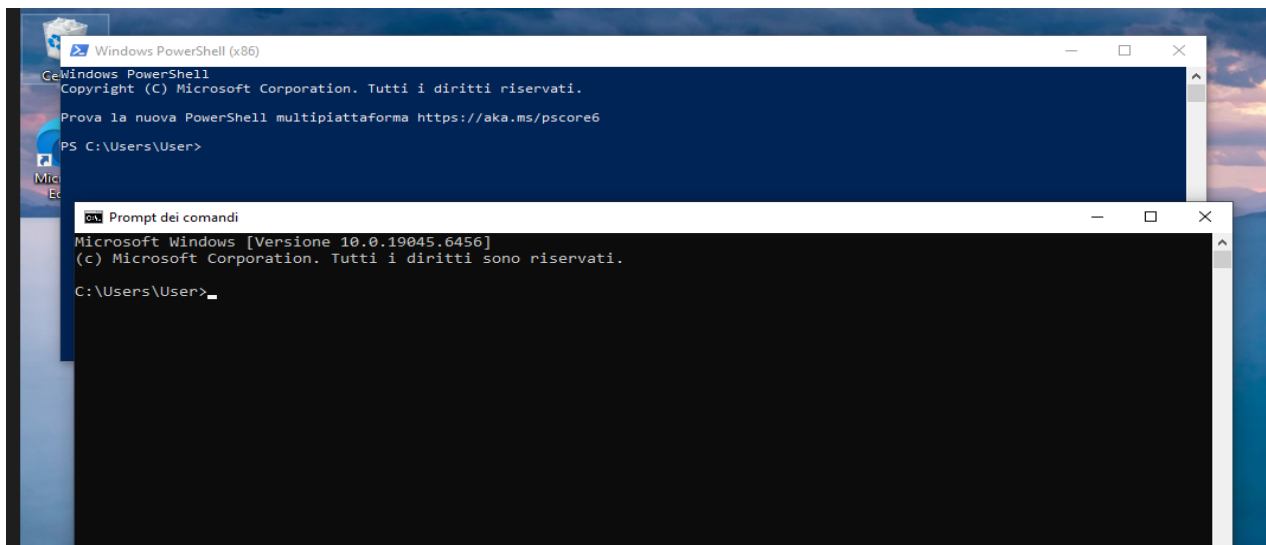 Windows PowerShell (x86)
Windows PowerShell
Copyright (C) Microsoft Corporation. Tutti i diritti riservati.
Prova la nuova PowerShell multipiattaforma https://aka.ms/pscore6
PS C:\Users\User>
Prompt dei comandi
Microsoft Windows [Versione 10.0.19045.6456]
(c) Microsoft Corporation. Tutti i diritti sono riservati.
C:\Users\User>